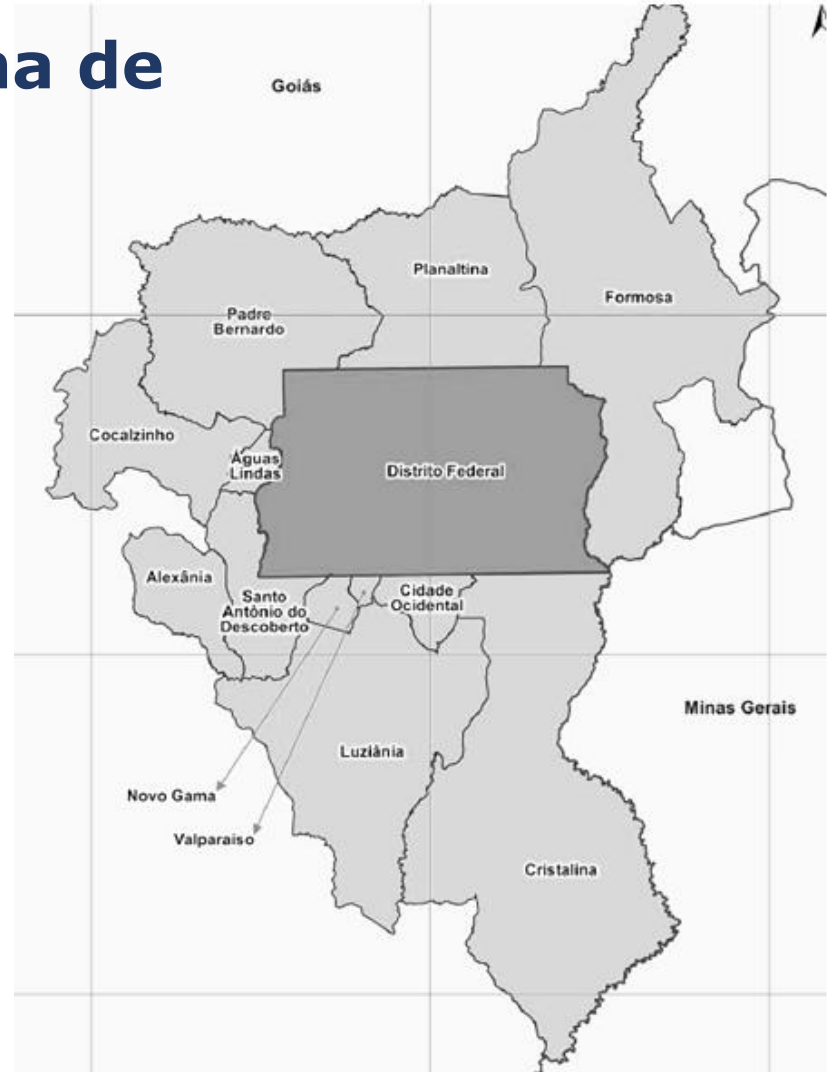 na de
Goiás
Planaltina
Formosa
Padre
Bernardo
Cocalzinho
Águas
Lindas
Distrito Federal
Alexânia
Santo
Antônio do
Descoberto
Cidade
Ocidental
Minas Gerais
Luziânia
Novo Gama
Valparaiso
Cristalina